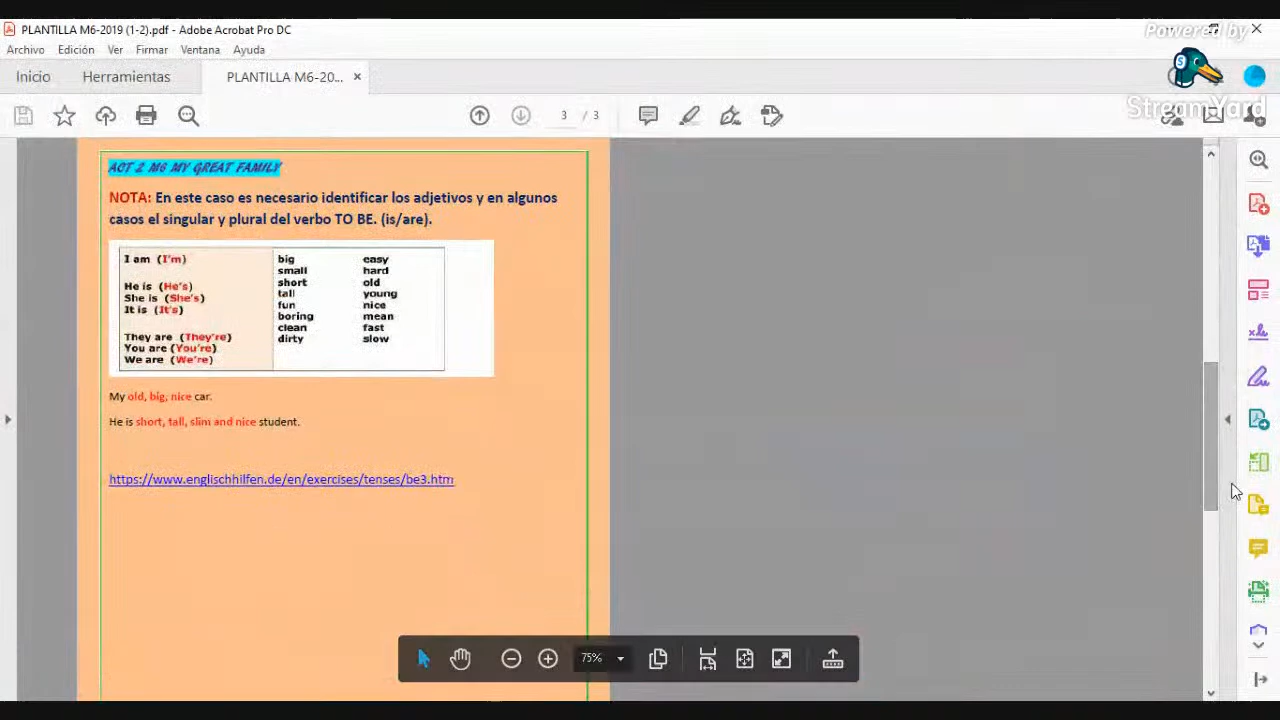 PLANTILLA M6-2019 (1-2).pdf - Adobe Acrobat Pro DC
Powered by
Archivo Edición Ver Firmar Ventana Ayuda
Inicio Herramientas PLANTILLA M6-20... ×
StreamYard
3 / 3
ACT 2 M6 MY GREAT FAMILY
NOTA: En este caso es necesario identificar los adjetivos y en algunos
casos el singular y plural del verbo TO BE. (is/are).
I am (I'm)
He is (He's)
She is (She's)
It is (It's)
They are (They're)
You are (You're)
We are (We're)
big
small
short
tall
fun
boring
clean
dirty
easy
hard
old
young
nice
mean
fast
slow
My old, big, nice car.
He is short, tall, slim and nice student.
https://www.englischhilfen.de/en/exercises/tenses/be3.htm
75%